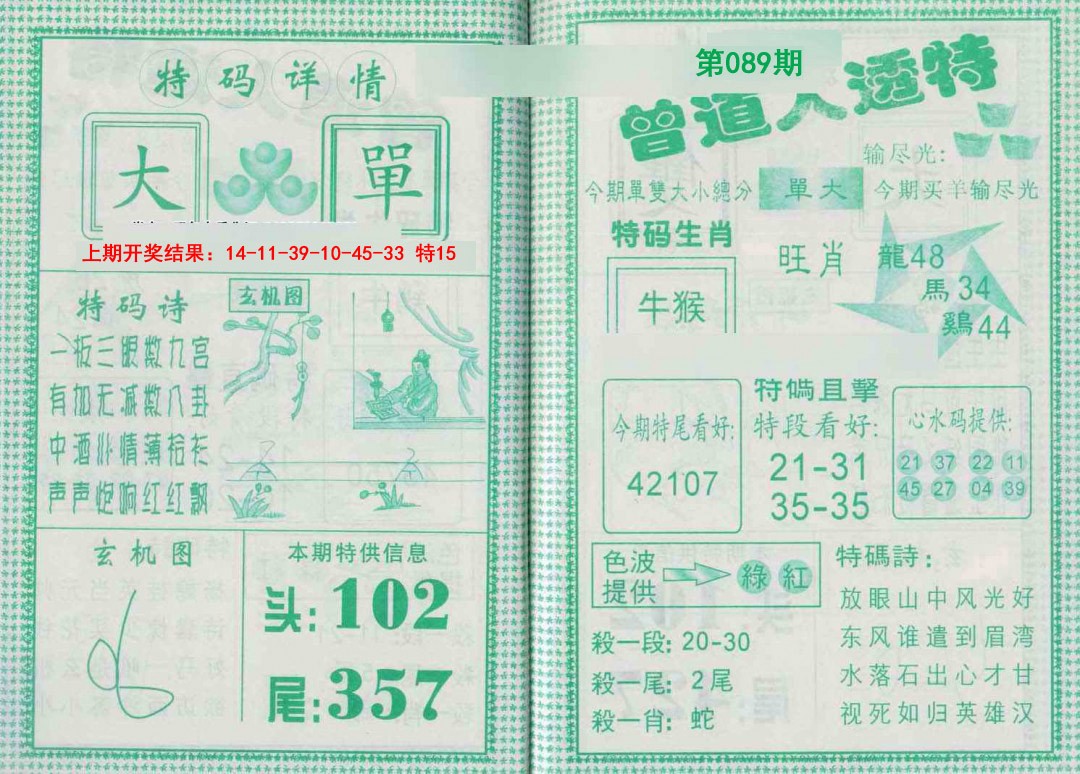 特码详情
大
單
上期开奖结果：14-11-39-10-45-33 特15
特码诗
一板三眼数九宫
有加无减数八卦
中酒从情薄袷衫
声声炮响红红飘
玄机图
玄机图
本期特供信息
头：102
尾：357
第089期
曾道人透特
输尽光：
今期單雙大小總分 單大 今期买羊输尽光
特码生肖
牛猴
旺肖
龍48
馬34
鷄44
今期特尾看好:
42107
特碼且擊
特段看好:
21-31
35-35
心水码提供:
21 37 22 11
45 27 04 39
色波
提供
綠 紅
殺一段: 20-30
殺一尾: 2尾
殺一肖: 蛇
特碼詩：
放眼山中风光好
东风谁遣到眉湾
水落石出心才甘
视死如归英雄汉